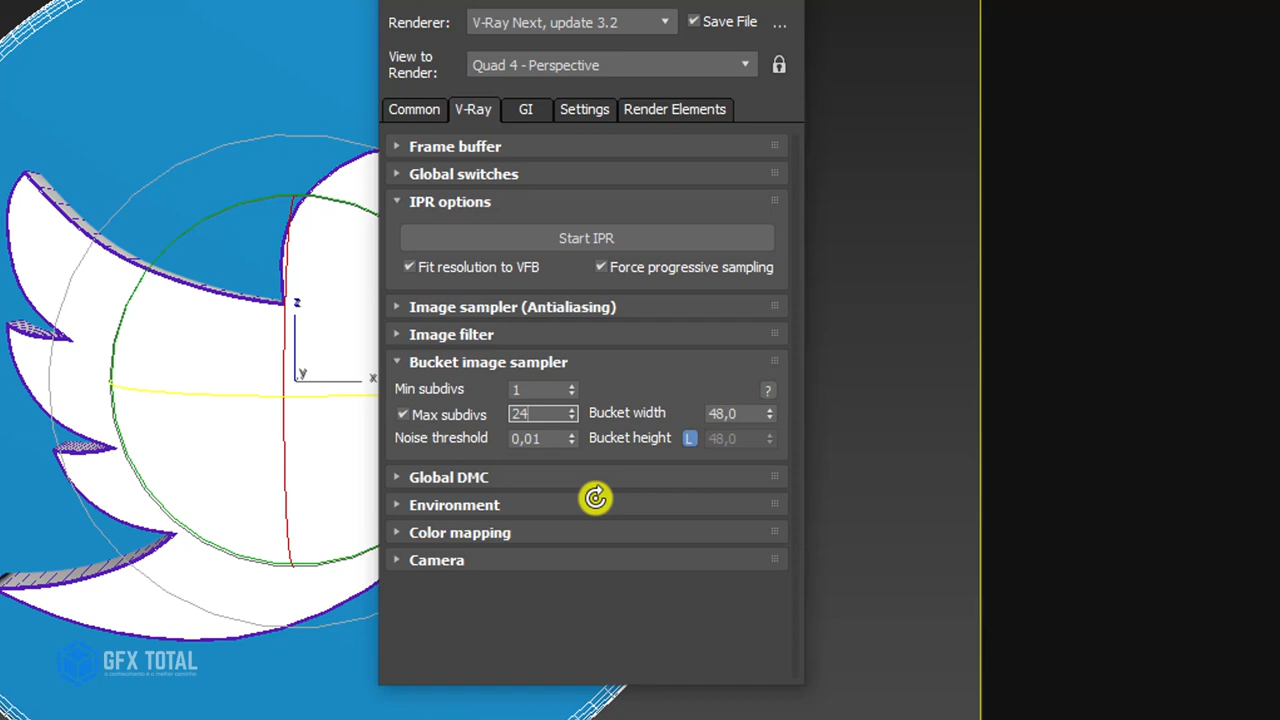 Renderer: V-Ray Next, update 3.2 Save File ...
View to Render: Quad 4 - Perspective
Common V-Ray GI Settings Render Elements
Frame buffer
Global switches
IPR options
Start IPR
Fit resolution to VFB Force progressive sampling
Image sampler (Antialiasing)
Image filter
Bucket image sampler
Min subdivs 1 ?
Max subdivs 24 Bucket width 48,0
Noise threshold 0,01 Bucket height L 48,0
Global DMC
Environment
Color mapping
Camera
z
y x
GFX TOTAL
o conhecimento é o melhor caminho